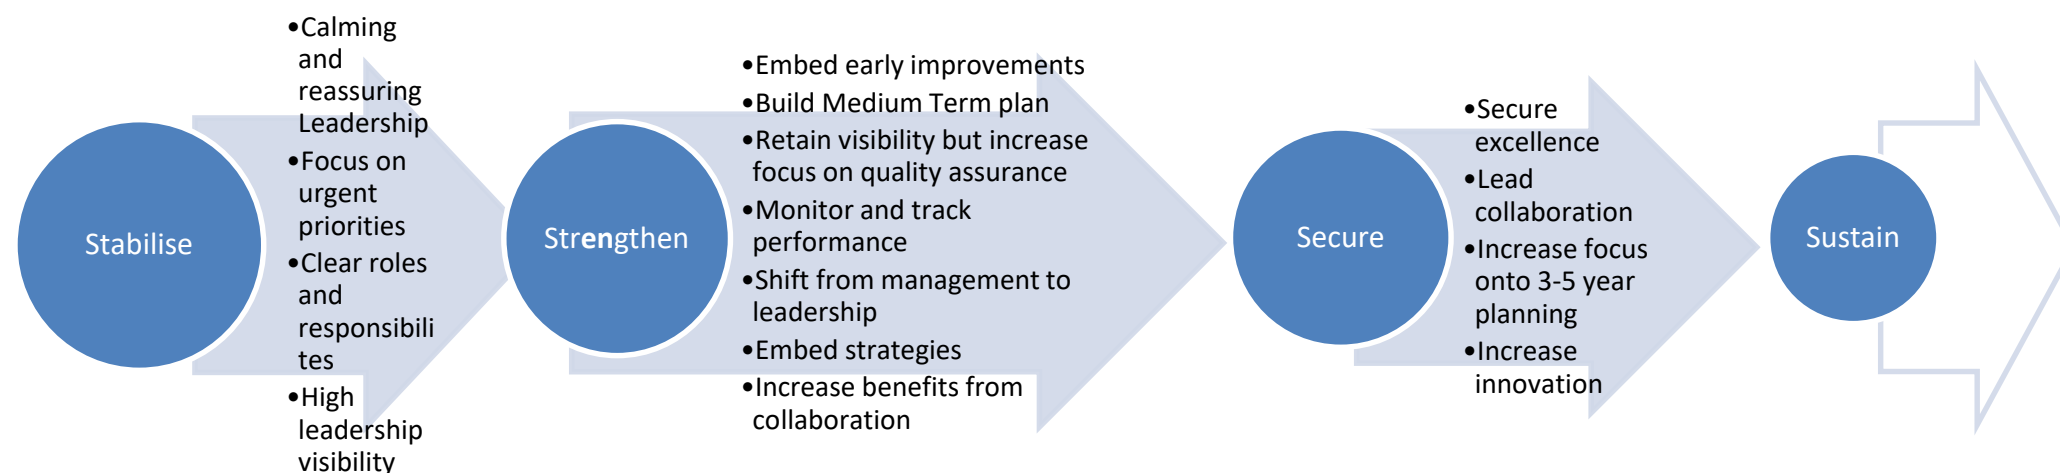 Stabilise
•Calming
and
reassuring
Leadership
•Focus on
urgent
priorities
•Clear roles
and
responsibili
tes
•High
leadership
visibility
Strengthen
•Embed early improvements
•Build Medium Term plan
•Retain visibility but increase
focus on quality assurance
•Monitor and track
performance
•Shift from management to
leadership
•Embed strategies
•Increase benefits from
collaboration
Secure
•Secure
excellence
•Lead
collaboration
•Increase focus
onto 3-5 year
planning
•Increase
innovation
Sustain